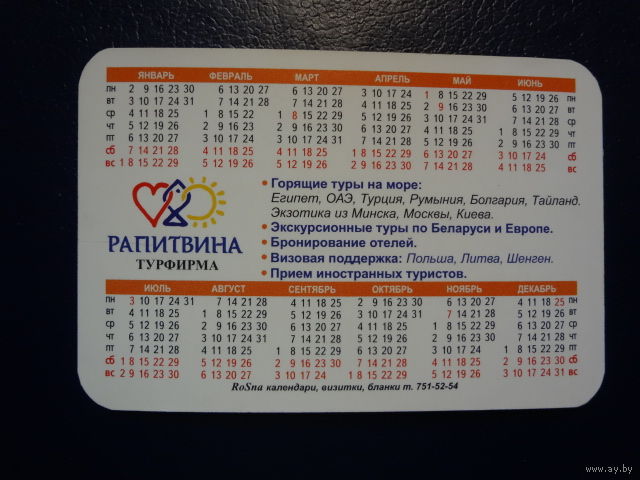 ЯНВАРЬ ФЕВРАЛЬ МАРТ АПРЕЛЬ МАЙ ИЮНЬ
пн 2 9 16 23 30 6 13 20 27 6 13 20 27 3 10 17 24 1 8 15 22 29 5 12 19 26 пн
вт 3 10 17 24 31 7 14 21 28 7 14 21 28 4 11 18 25 2 9 16 23 30 6 13 20 27 вт
ср 4 11 18 25 1 8 15 22 1 8 15 22 29 5 12 19 26 3 10 17 24 31 7 14 21 28 ср
чт 5 12 19 26 2 9 16 23 2 9 16 23 30 6 13 20 27 4 11 18 25 1 8 15 22 29 чт
пт 6 13 20 27 3 10 17 24 3 10 17 24 31 7 14 21 28 5 12 19 26 2 9 16 23 30 пт
сб 7 14 21 28 4 11 18 25 4 11 18 25 1 8 15 22 29 6 13 20 27 3 10 17 24 сб
вс 1 8 15 22 29 5 12 19 26 5 12 19 26 2 9 16 23 30 7 14 21 28 4 11 18 25 вс
РАПИТВИНА
ТУРФИРМА
• Горящие туры на море:
Египет, ОАЭ, Турция, Румыния, Болгария, Тайланд.
Экзотика из Минска, Москвы, Киева.
• Экскурсионные туры по Беларуси и Европе.
• Бронирование отелей.
• Визовая поддержка: Польша, Литва, Шенген.
• Прием иностранных туристов.
ИЮЛЬ АВГУСТ СЕНТЯБРЬ ОКТЯБРЬ НОЯБРЬ ДЕКАБРЬ
пн 3 10 17 24 31 7 14 21 28 4 11 18 25 2 9 16 23 30 6 13 20 27 4 11 18 25 пн
вт 4 11 18 25 1 8 15 22 29 5 12 19 26 3 10 17 24 31 7 14 21 28 5 12 19 26 вт
ср 5 12 19 26 2 9 16 23 30 6 13 20 27 4 11 18 25 1 8 15 22 29 6 13 20 27 ср
чт 6 13 20 27 3 10 17 24 31 7 14 21 28 5 12 19 26 2 9 16 23 30 7 14 21 28 чт
пт 7 14 21 28 4 11 18 25 1 8 15 22 29 6 13 20 27 3 10 17 24 1 8 15 22 29 пт
сб 1 8 15 22 29 5 12 19 26 2 9 16 23 30 7 14 21 28 4 11 18 25 2 9 16 23 30 сб
вс 2 9 16 23 30 6 13 20 27 3 10 17 24 1 8 15 22 29 5 12 19 26 3 10 17 24 31 вс
RoSna календари, визитки, бланки т. 751-52-54
www.ay.by